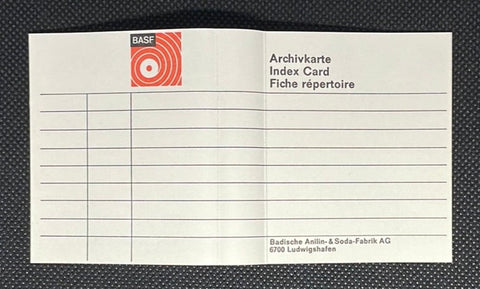 BASF
Archivkarte
Index Card
Fiche répertoire
Badische Anilin- & Soda-Fabrik AG
6700 Ludwigshafen